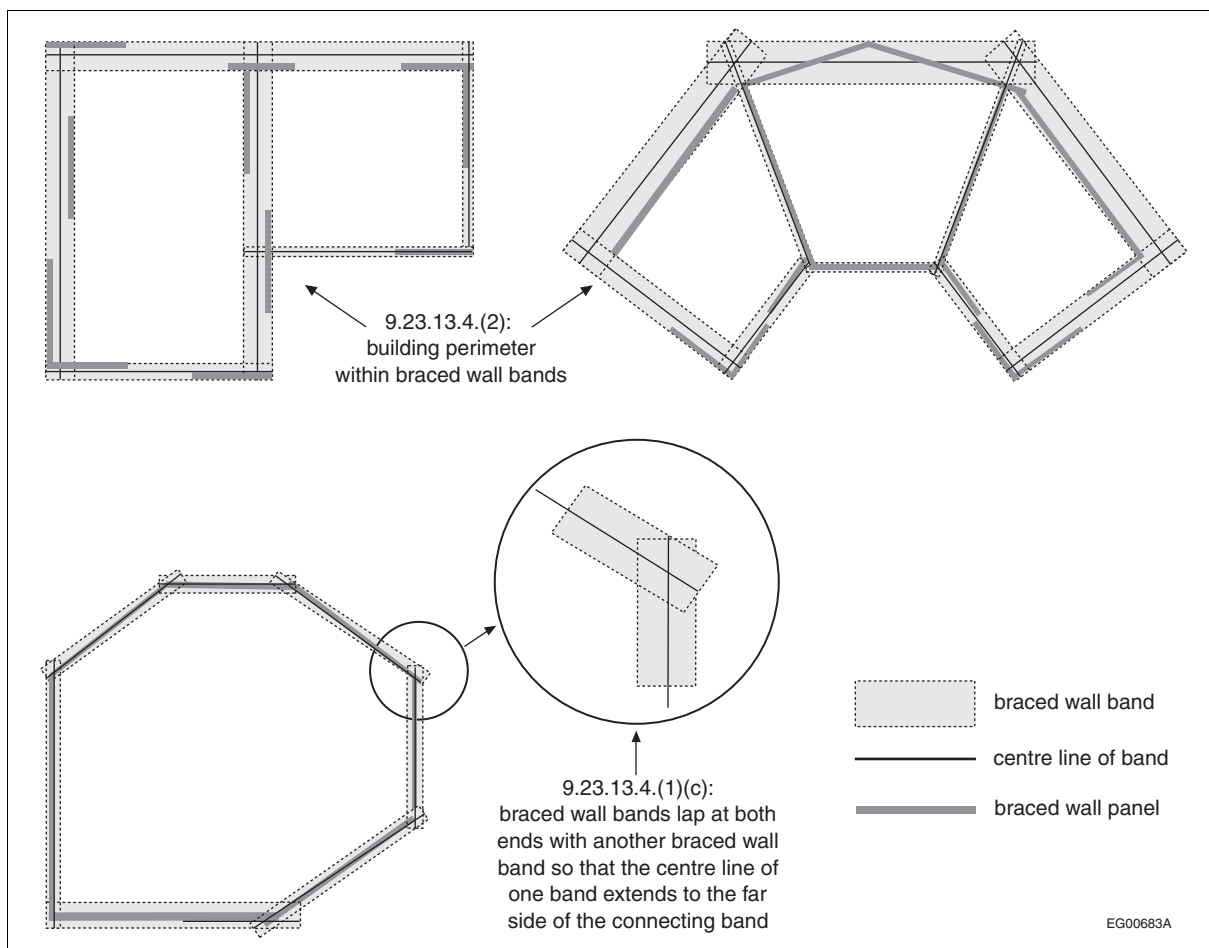 9.23.13.4.(2):
building perimeter
within braced wall bands
9.23.13.4.(1)(c):
braced wall bands lap at both
ends with another braced wall
band so that the centre line of
one band extends to the far
side of the connecting band
braced wall band
centre line of band
braced wall panel
EG00683A